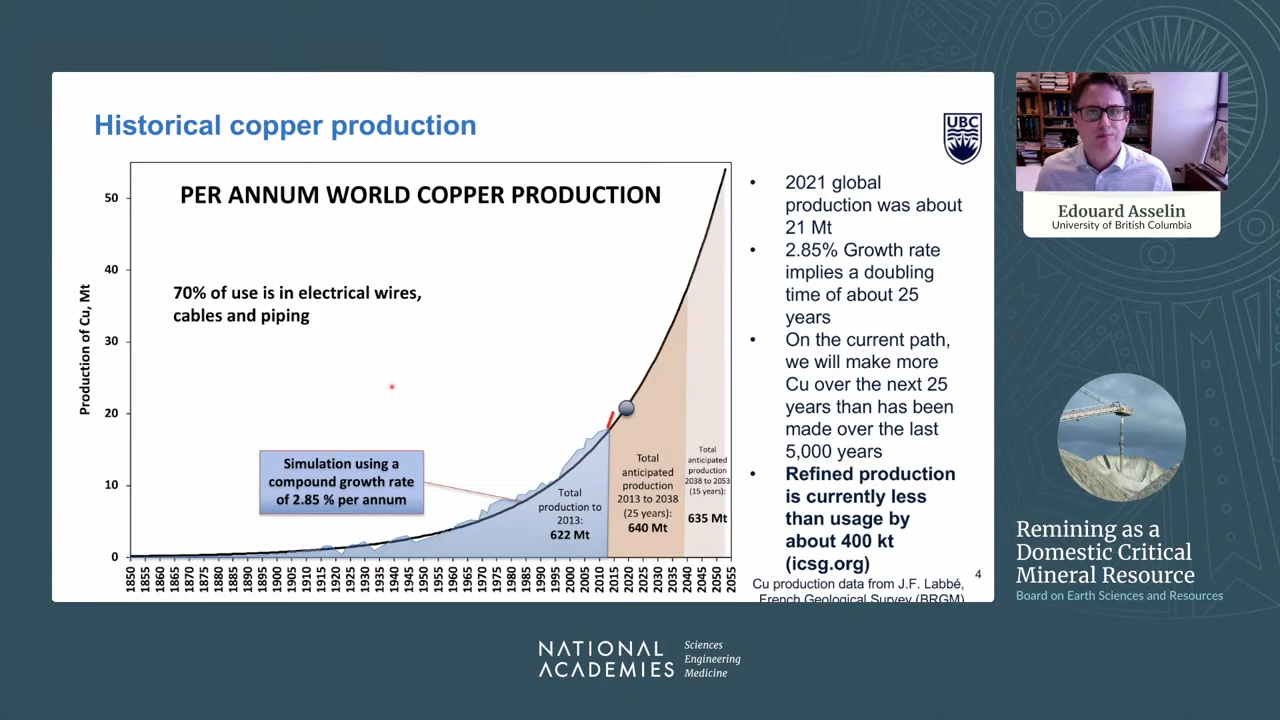 Historical copper production
UBC
PER ANNUM WORLD COPPER PRODUCTION
70% of use is in electrical wires,
cables and piping
Production of Cu, Mt
50
40
30
20
10
0
Simulation using a
compound growth rate
of 2.85 % per annum
Total
production to
2013:
622 Mt
Total
anticipated
production
2013 to 2038
(25 years):
640 Mt
Total
anticipated
production
2038 to 2053
(15 years):
635 Mt
1850
1855
1860
1865
1870
1875
1880
1885
1890
1895
1900
1905
1910
1915
1920
1925
1930
1935
1940
1945
1950
1955
1960
1965
1970
1975
1980
1985
1990
1995
2000
2005
2010
2015
2020
2025
2030
2035
2040
2045
2050
2055
• 2021 global
production was about
21 Mt
• 2.85% Growth rate
implies a doubling
time of about 25
years
• On the current path,
we will make more
Cu over the next 25
years than has been
made over the last
5,000 years
• Refined production
is currently less
than usage by
about 400 kt
(icsg.org)
Cu production data from J.F. Labbé,
French Geological Survey (BRGM)
4
Edouard Asselin
University of British Columbia
Remining as a
Domestic Critical
Mineral Resource
Board on Earth Sciences and Resources
NATIONAL
ACADEMIES
Sciences
Engineering
Medicine